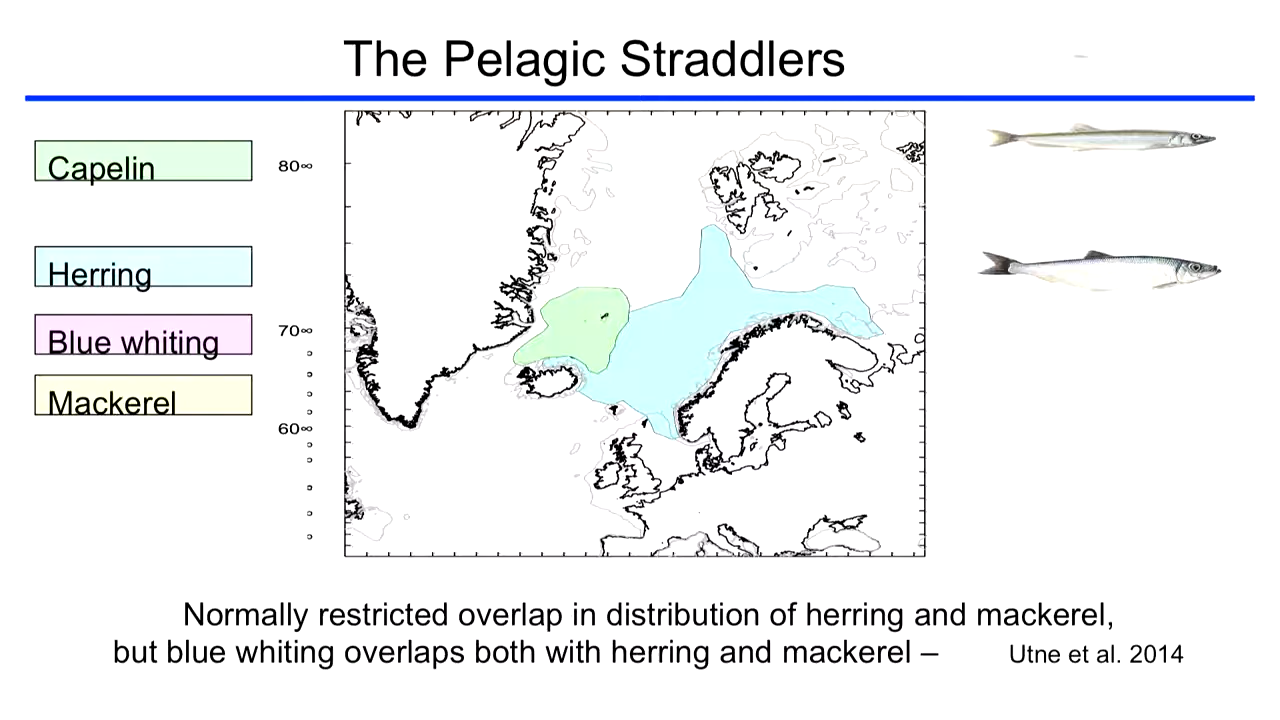 The Pelagic Straddlers
Capelin
Herring
Blue whiting
Mackerel
80∞
70∞
60∞
Normally restricted overlap in distribution of herring and mackerel,
but blue whiting overlaps both with herring and mackerel –
Utne et al. 2014